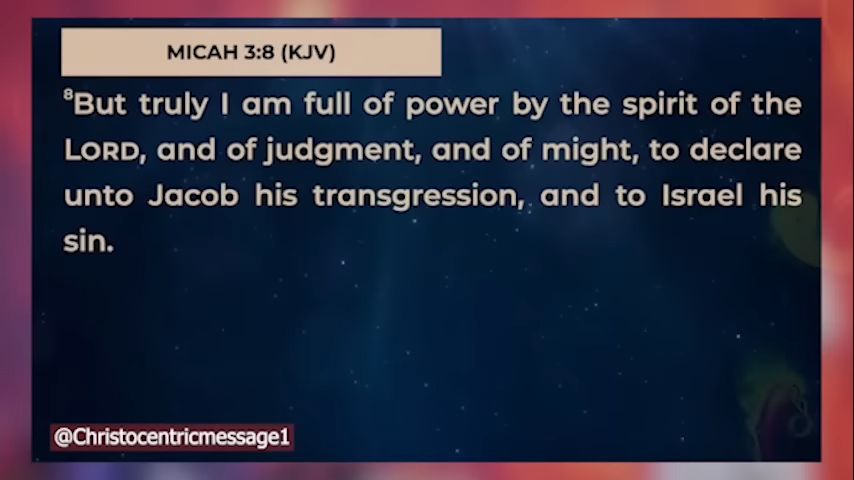 MICAH 3:8 (KJV)
⁸But truly I am full of power by the spirit of the
LORD, and of judgment, and of might, to declare
unto Jacob his transgression, and to Israel his
sin.
@Christocentricmessage1